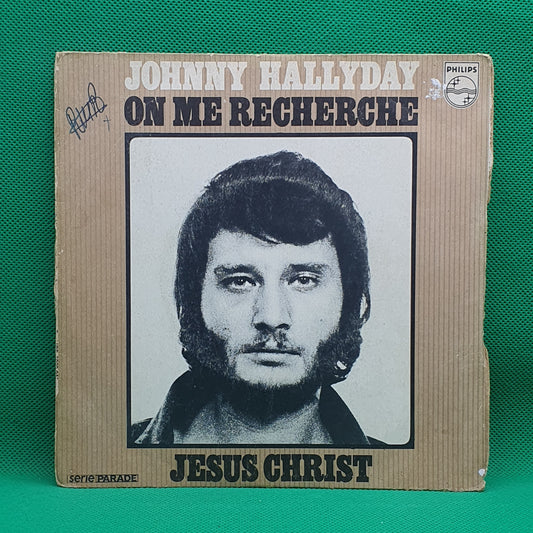 JOHNNY HALLYDAY
PHILIPS
ON ME RECHERCHE
JESUS CHRIST
serie PARADE